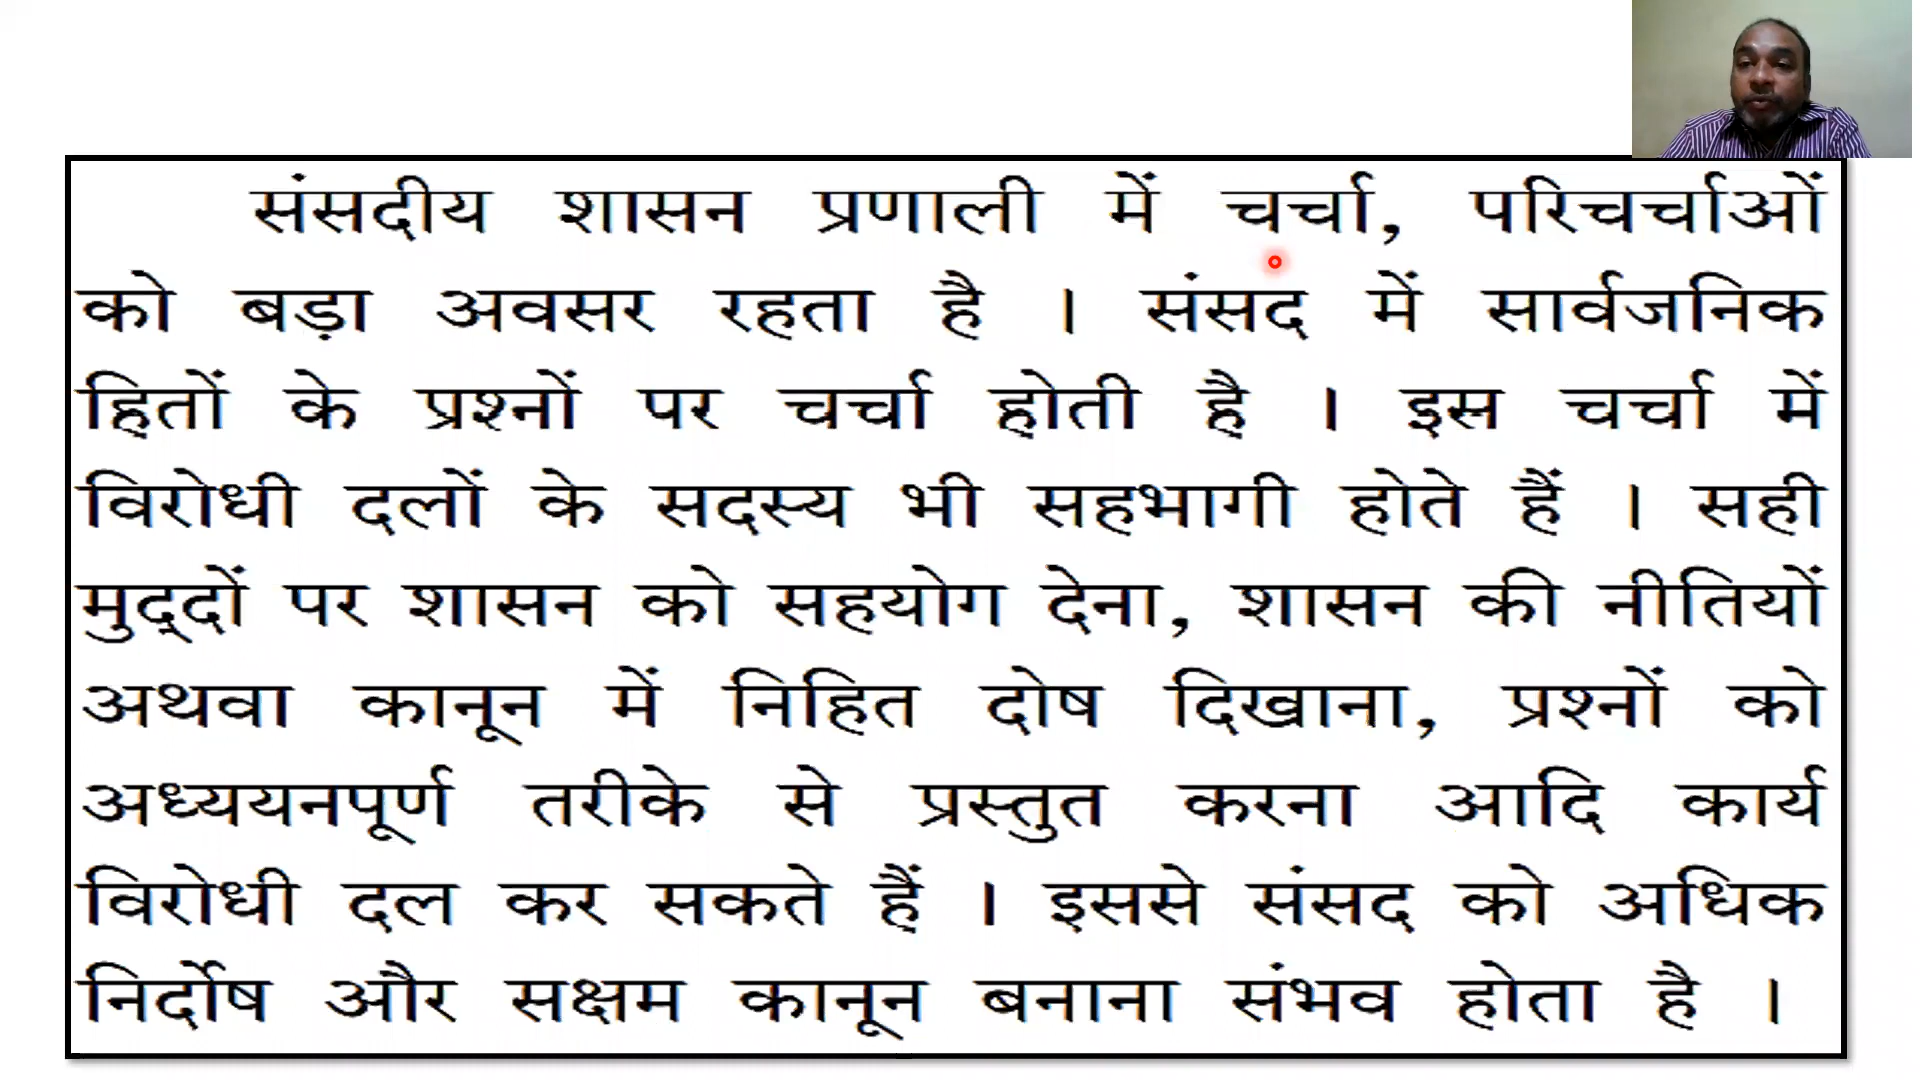 संसदीय शासन प्रणाली में चर्चा, परिचर्चाओं
को बड़ा अवसर रहता है । संसद में सार्वजनिक
हितों के प्रश्नों पर चर्चा होती है । इस चर्चा में
विरोधी दलों के सदस्य भी सहभागी होते हैं । सही
मुद्दों पर शासन को सहयोग देना, शासन की नीतियों
अथवा कानून में निहित दोष दिखाना, प्रश्नों को
अध्ययनपूर्ण तरीके से प्रस्तुत करना आदि कार्य
विरोधी दल कर सकते हैं । इससे संसद को अधिक
निर्दोष और सक्षम कानून बनाना संभव होता है ।